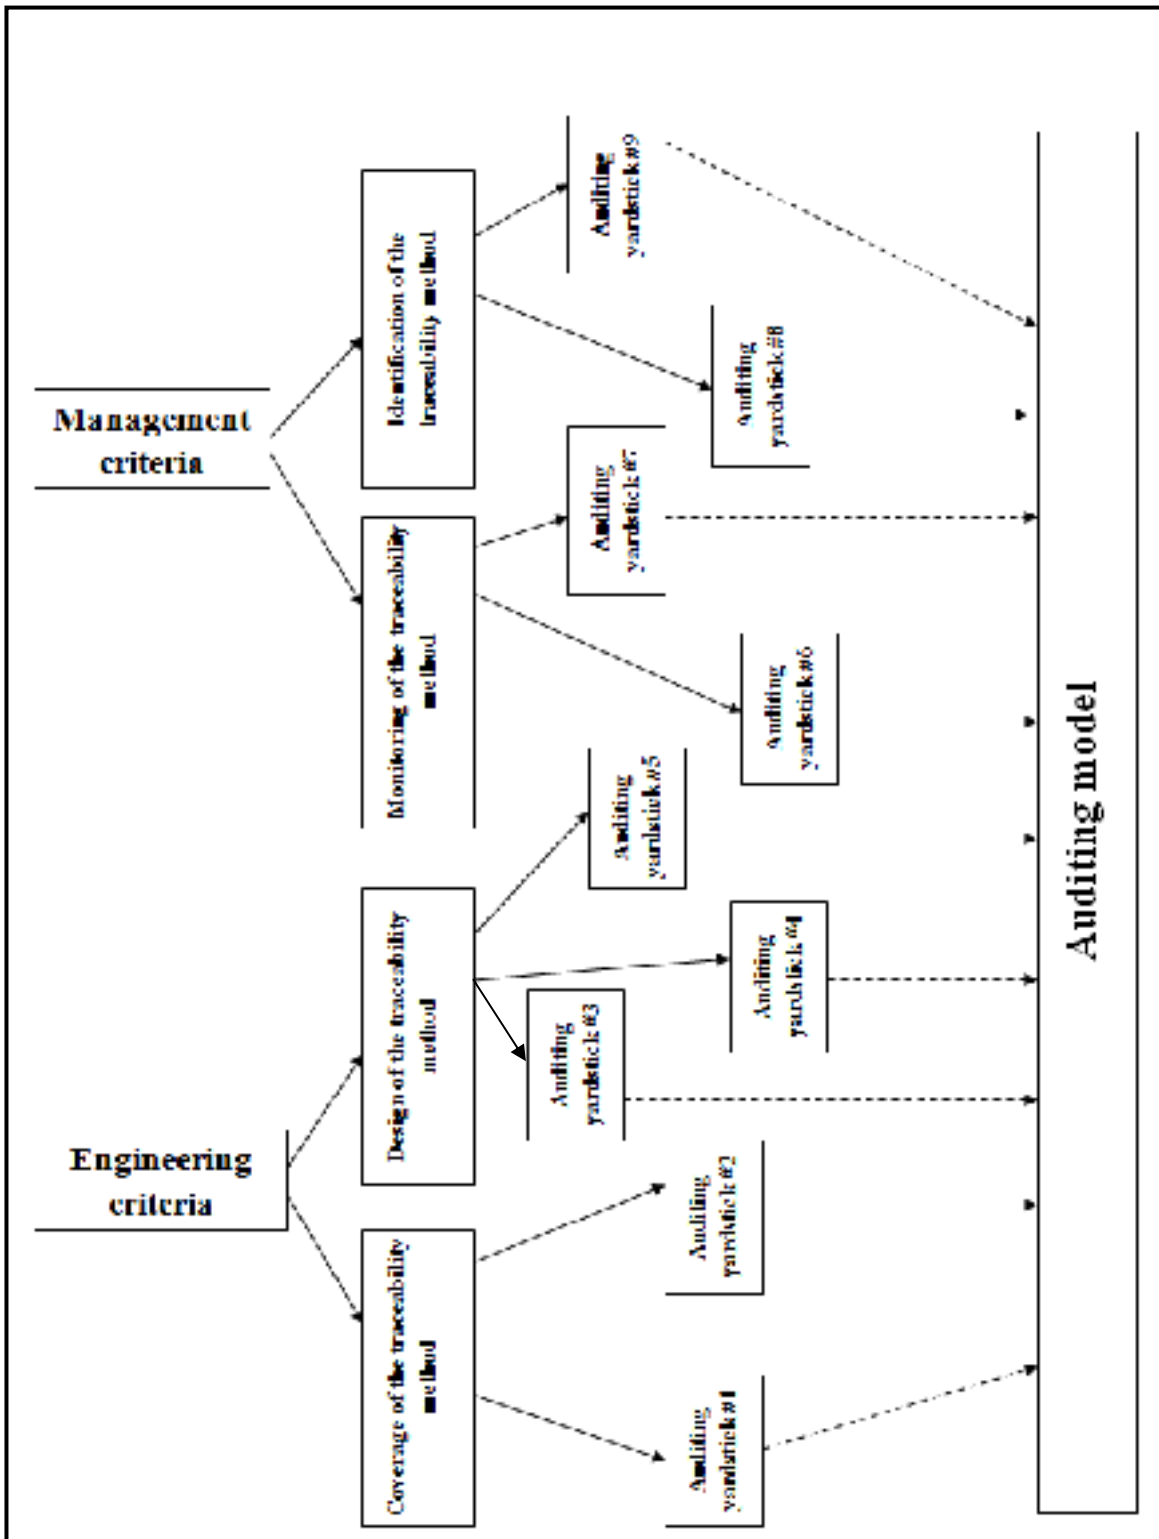 Engineering
criteria
Management
criteria
Coverage of the traceability
method
Design of the traceability
method
Monitoring of the traceability
method
Identification of the
traceability method
Auditing
yardstick #1
Auditing
yardstick #2
Auditing
yardstick #3
Auditing
yardstick #4
Auditing
yardstick #5
Auditing
yardstick #6
Auditing
yardstick #7
Auditing
yardstick #8
Auditing
yardstick #9
Auditing model